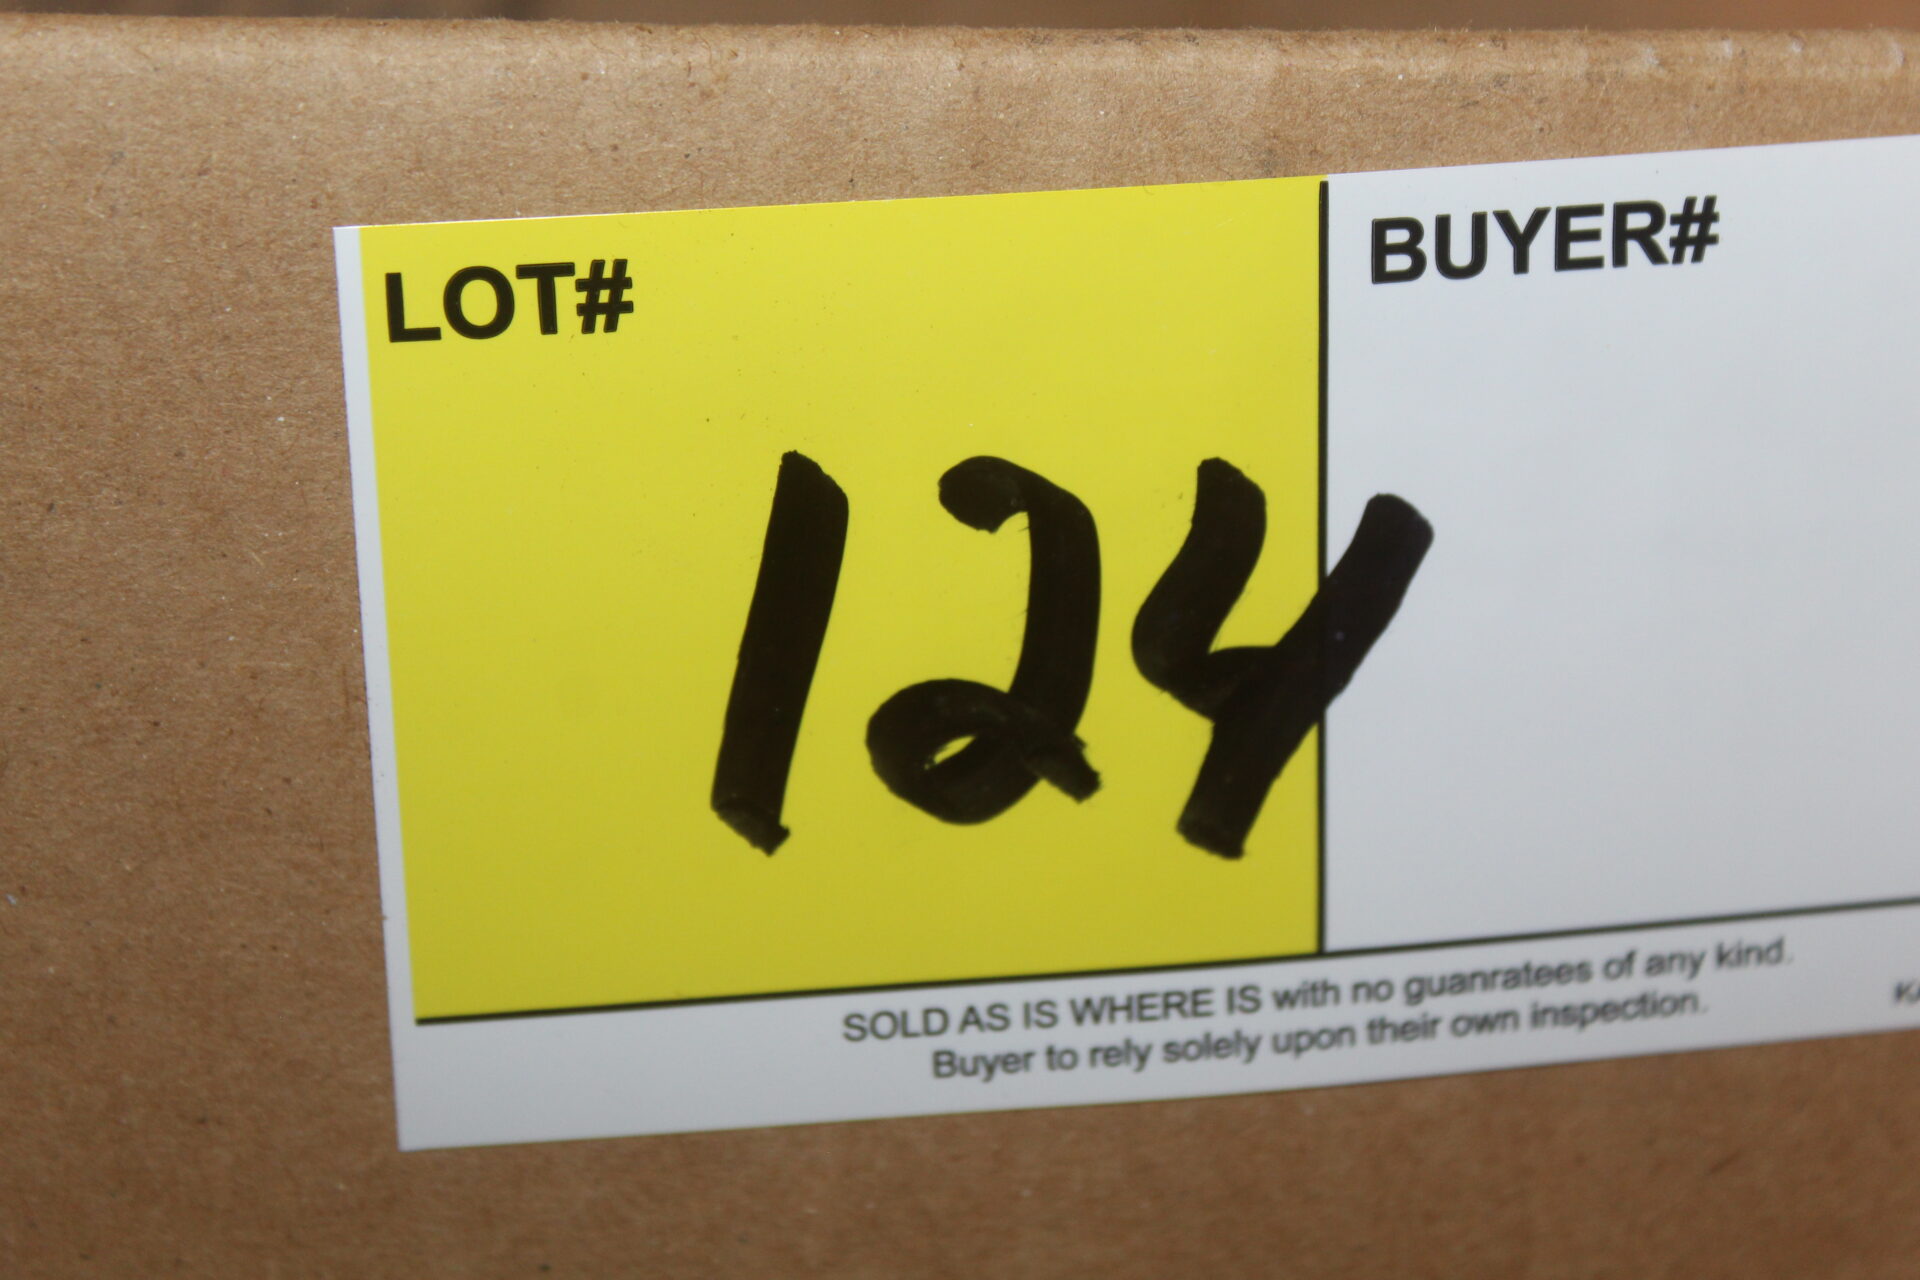 LOT#
BUYER#
124
SOLD AS IS WHERE IS with no guanratees of any kind.
Buyer to rely solely upon their own inspection.